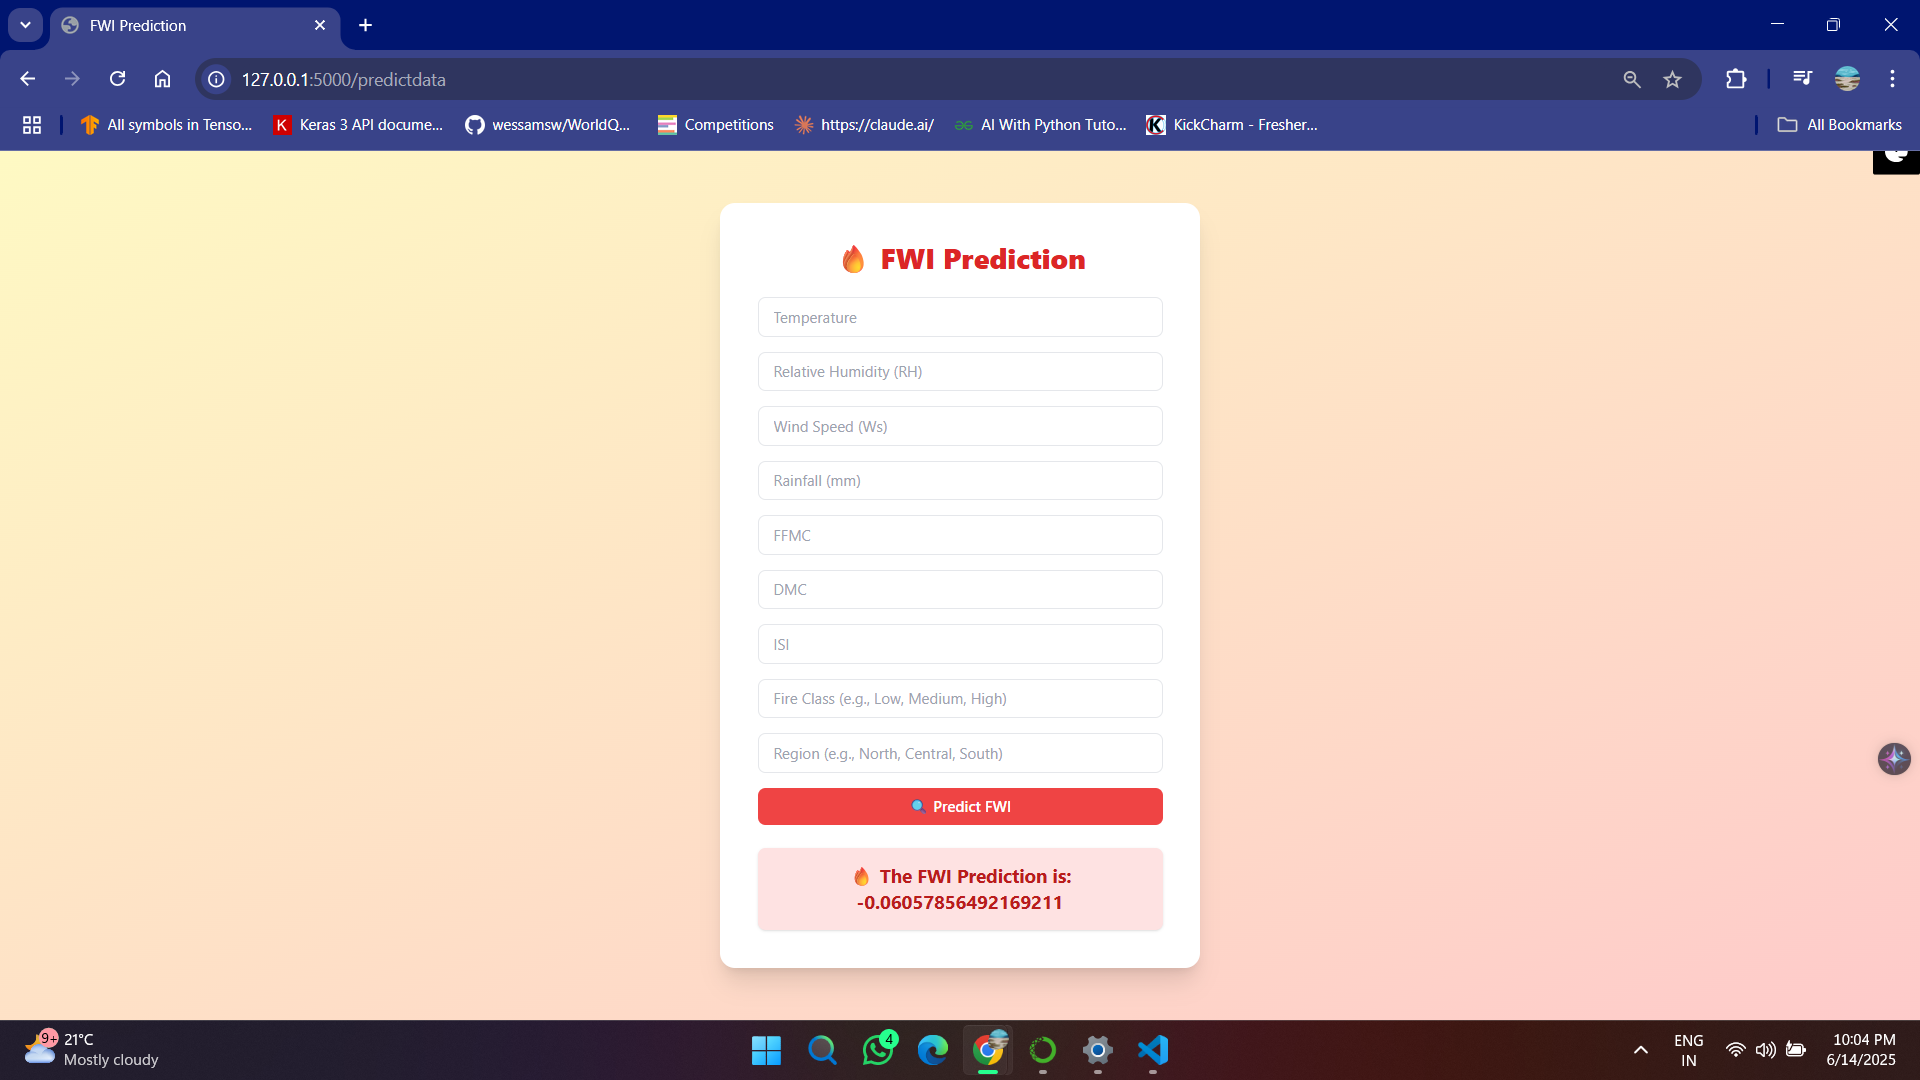 FWI Prediction
127.0.0.1:5000/predictdata
All symbols in Tenso...
K
Keras 3 API docume...
wessamsw/WorldQ...
Competitions
https://claude.ai/
AI With Python Tuto...
KickCharm - Fresher...
All Bookmarks
FWI Prediction
Temperature
Relative Humidity (RH)
Wind Speed (Ws)
Rainfall (mm)
FFMC
DMC
ISI
Fire Class (e.g., Low, Medium, High)
Region (e.g., North, Central, South)
Predict FWI
The FWI Prediction is:
-0.06057856492169211
9+
21°C
Mostly cloudy
4
ENG
IN
10:04 PM
6/14/2025